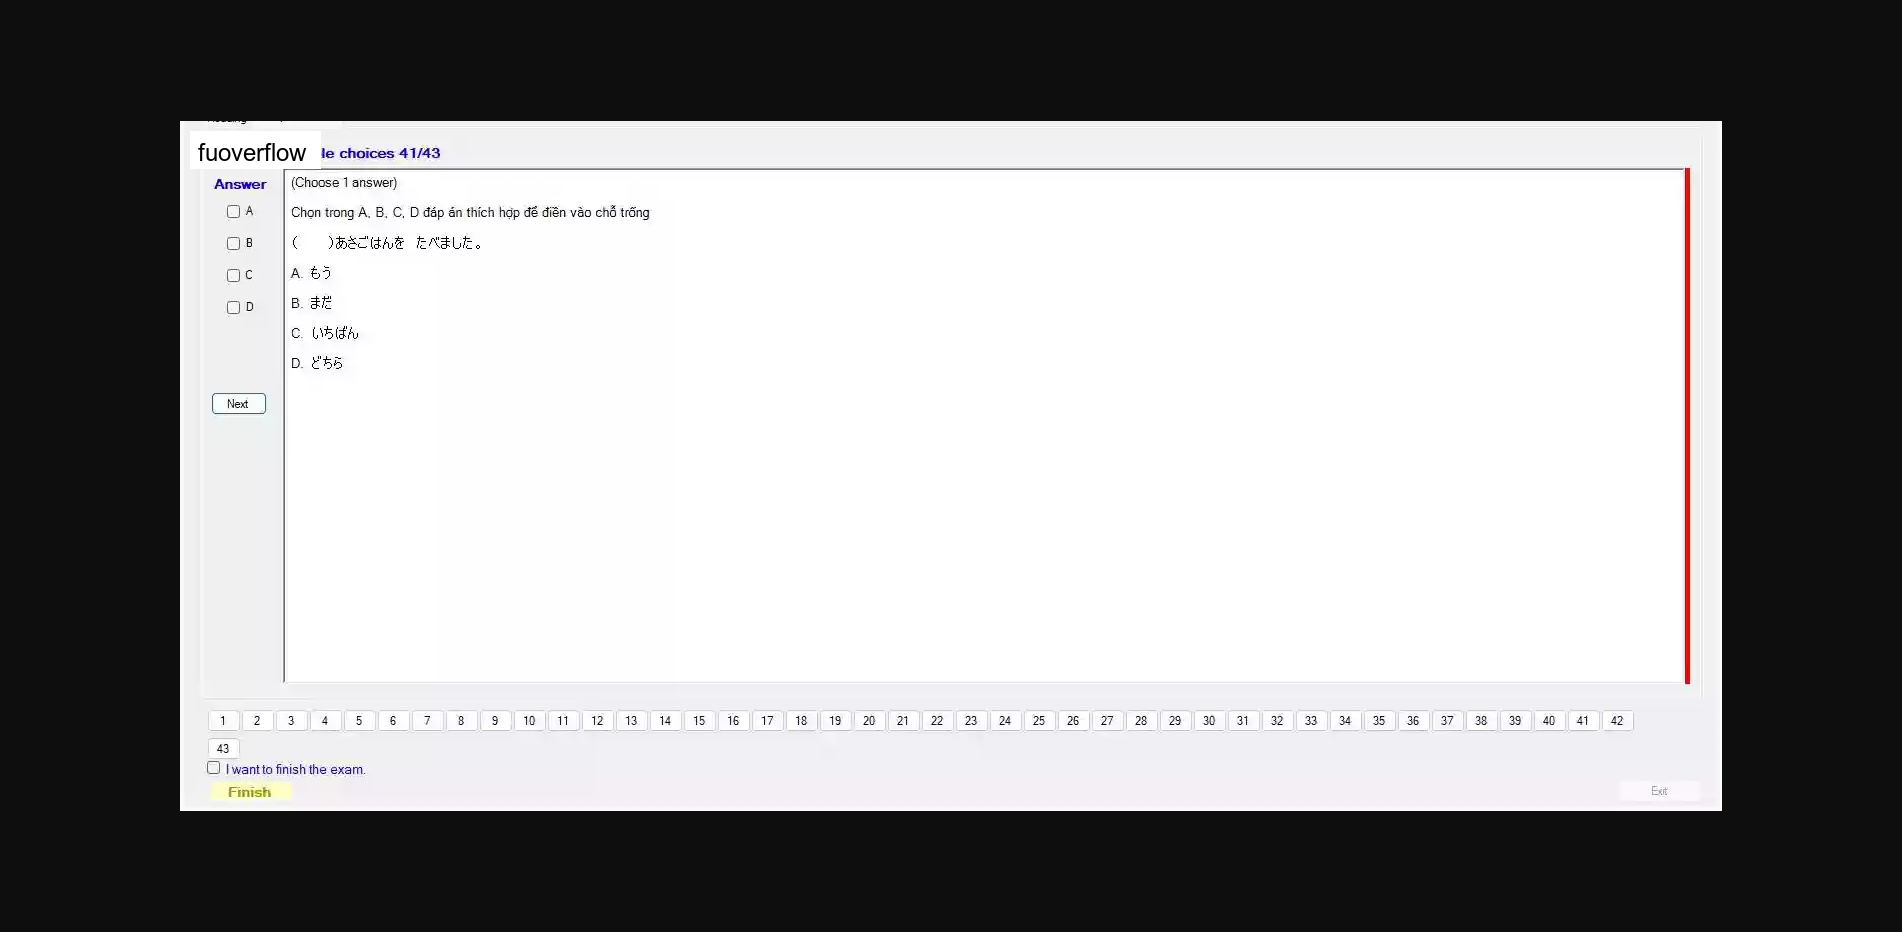 fuoverflow
le choices 41/43
Answer
(Choose 1 answer)
A
Chọn trong A, B, C, D đáp án thích hợp để điền vào chỗ trống
B
(　　)あさごはんを　たべました。
C
A. もう
D
B. まだ
C. いちばん
D. どちら
Next
1 2 3 4 5 6 7 8 9 10 11 12 13 14 15 16 17 18 19 20 21 22 23 24 25 26 27 28 29 30 31 32 33 34 35 36 37 38 39 40 41 42
43
I want to finish the exam.
Finish
Exit